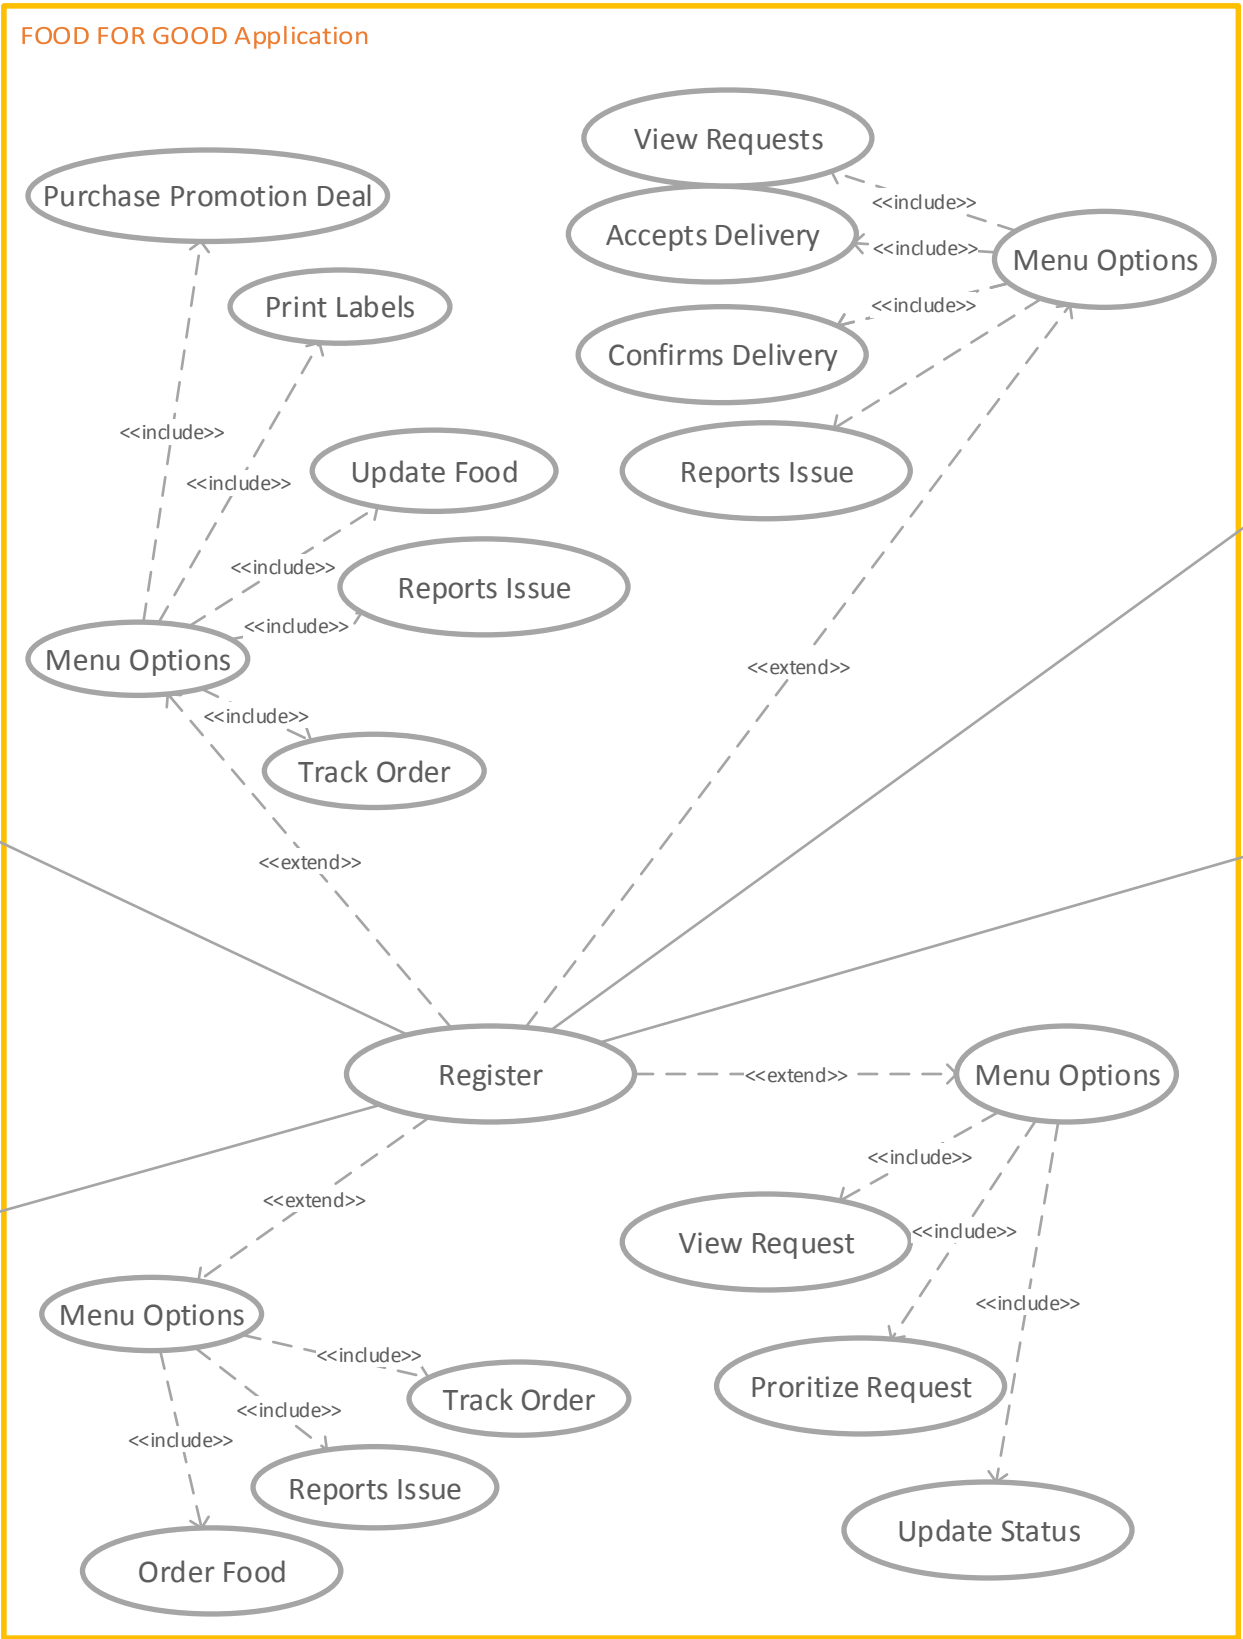 FOOD FOR GOOD Application
View Requests
Purchase Promotion Deal
<<include>>
Accepts Delivery
<<include>>
Menu Options
Print Labels
<<include>>
Confirms Delivery
<<include>>
Update Food
Reports Issue
<<include>>
<<include>>
Reports Issue
<<include>>
Menu Options
<<extend>>
<<include>>
Track Order
<<extend>>
Register
<<extend>>
Menu Options
<<include>>
<<extend>>
View Request
<<include>>
Menu Options
<<include>>
<<include>>
Proritize Request
Track Order
<<include>>
<<include>>
Reports Issue
Update Status
Order Food